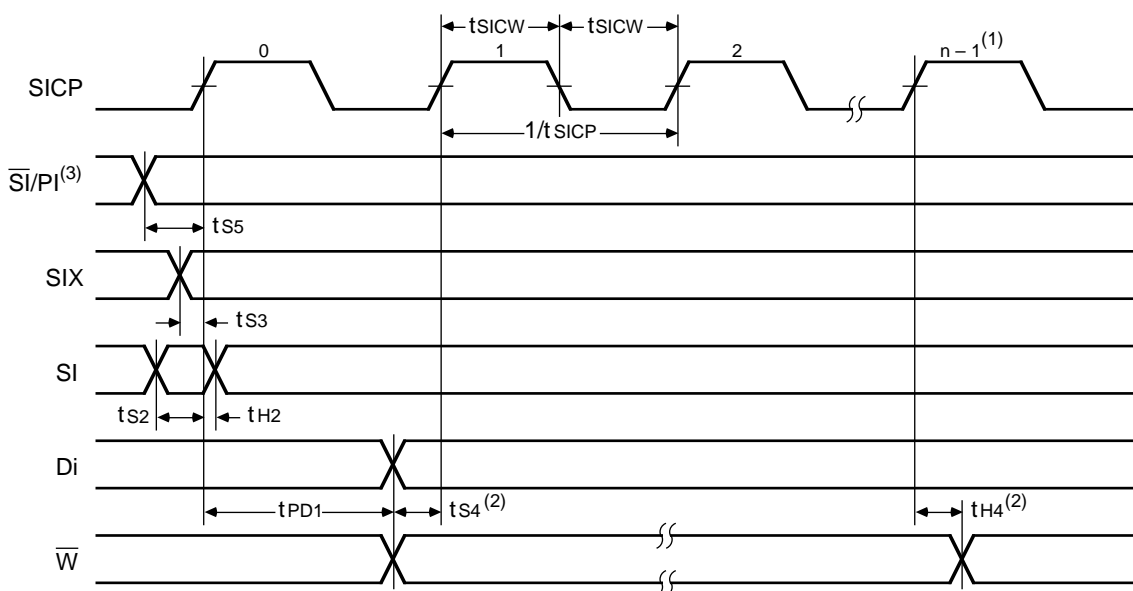 tSICW tSICW
0 1 2 n – 1(1)
SICP
1/tSICP
S̅I̅/PI(3)
tS5
SIX
tS3
SI
tS2 tH2
Di
tPD1 tS4(2) tH4(2)
W̅